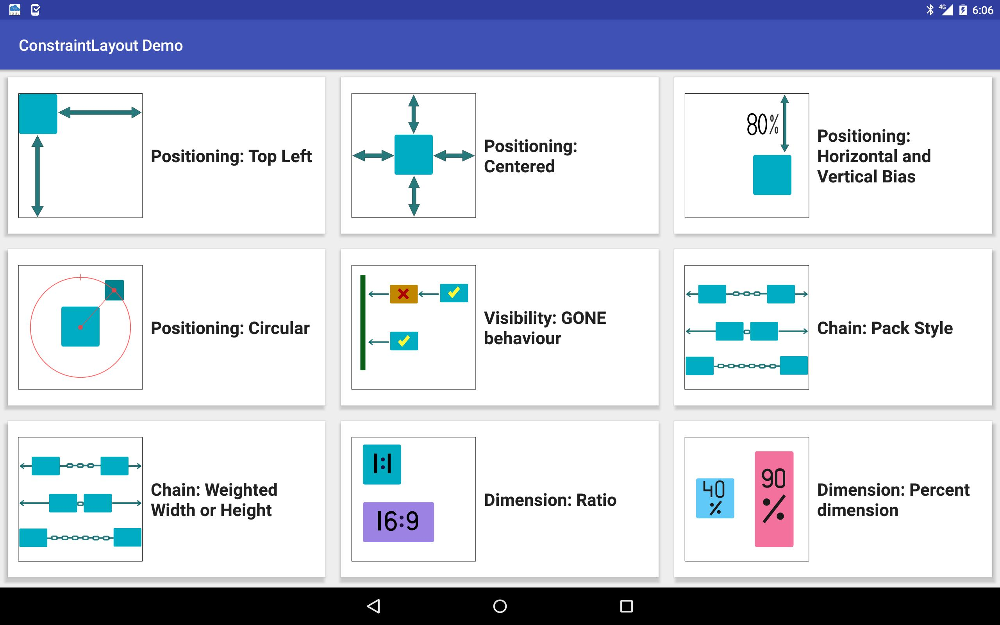 4G 6:06
ConstraintLayout Demo
Positioning: Top Left
Positioning:
Centered
80%
Positioning:
Horizontal and
Vertical Bias
Positioning: Circular
Visibility: GONE
behaviour
Chain: Pack Style
Chain: Weighted
Width or Height
1:1
16:9
Dimension: Ratio
40
%
90
%
Dimension: Percent
dimension